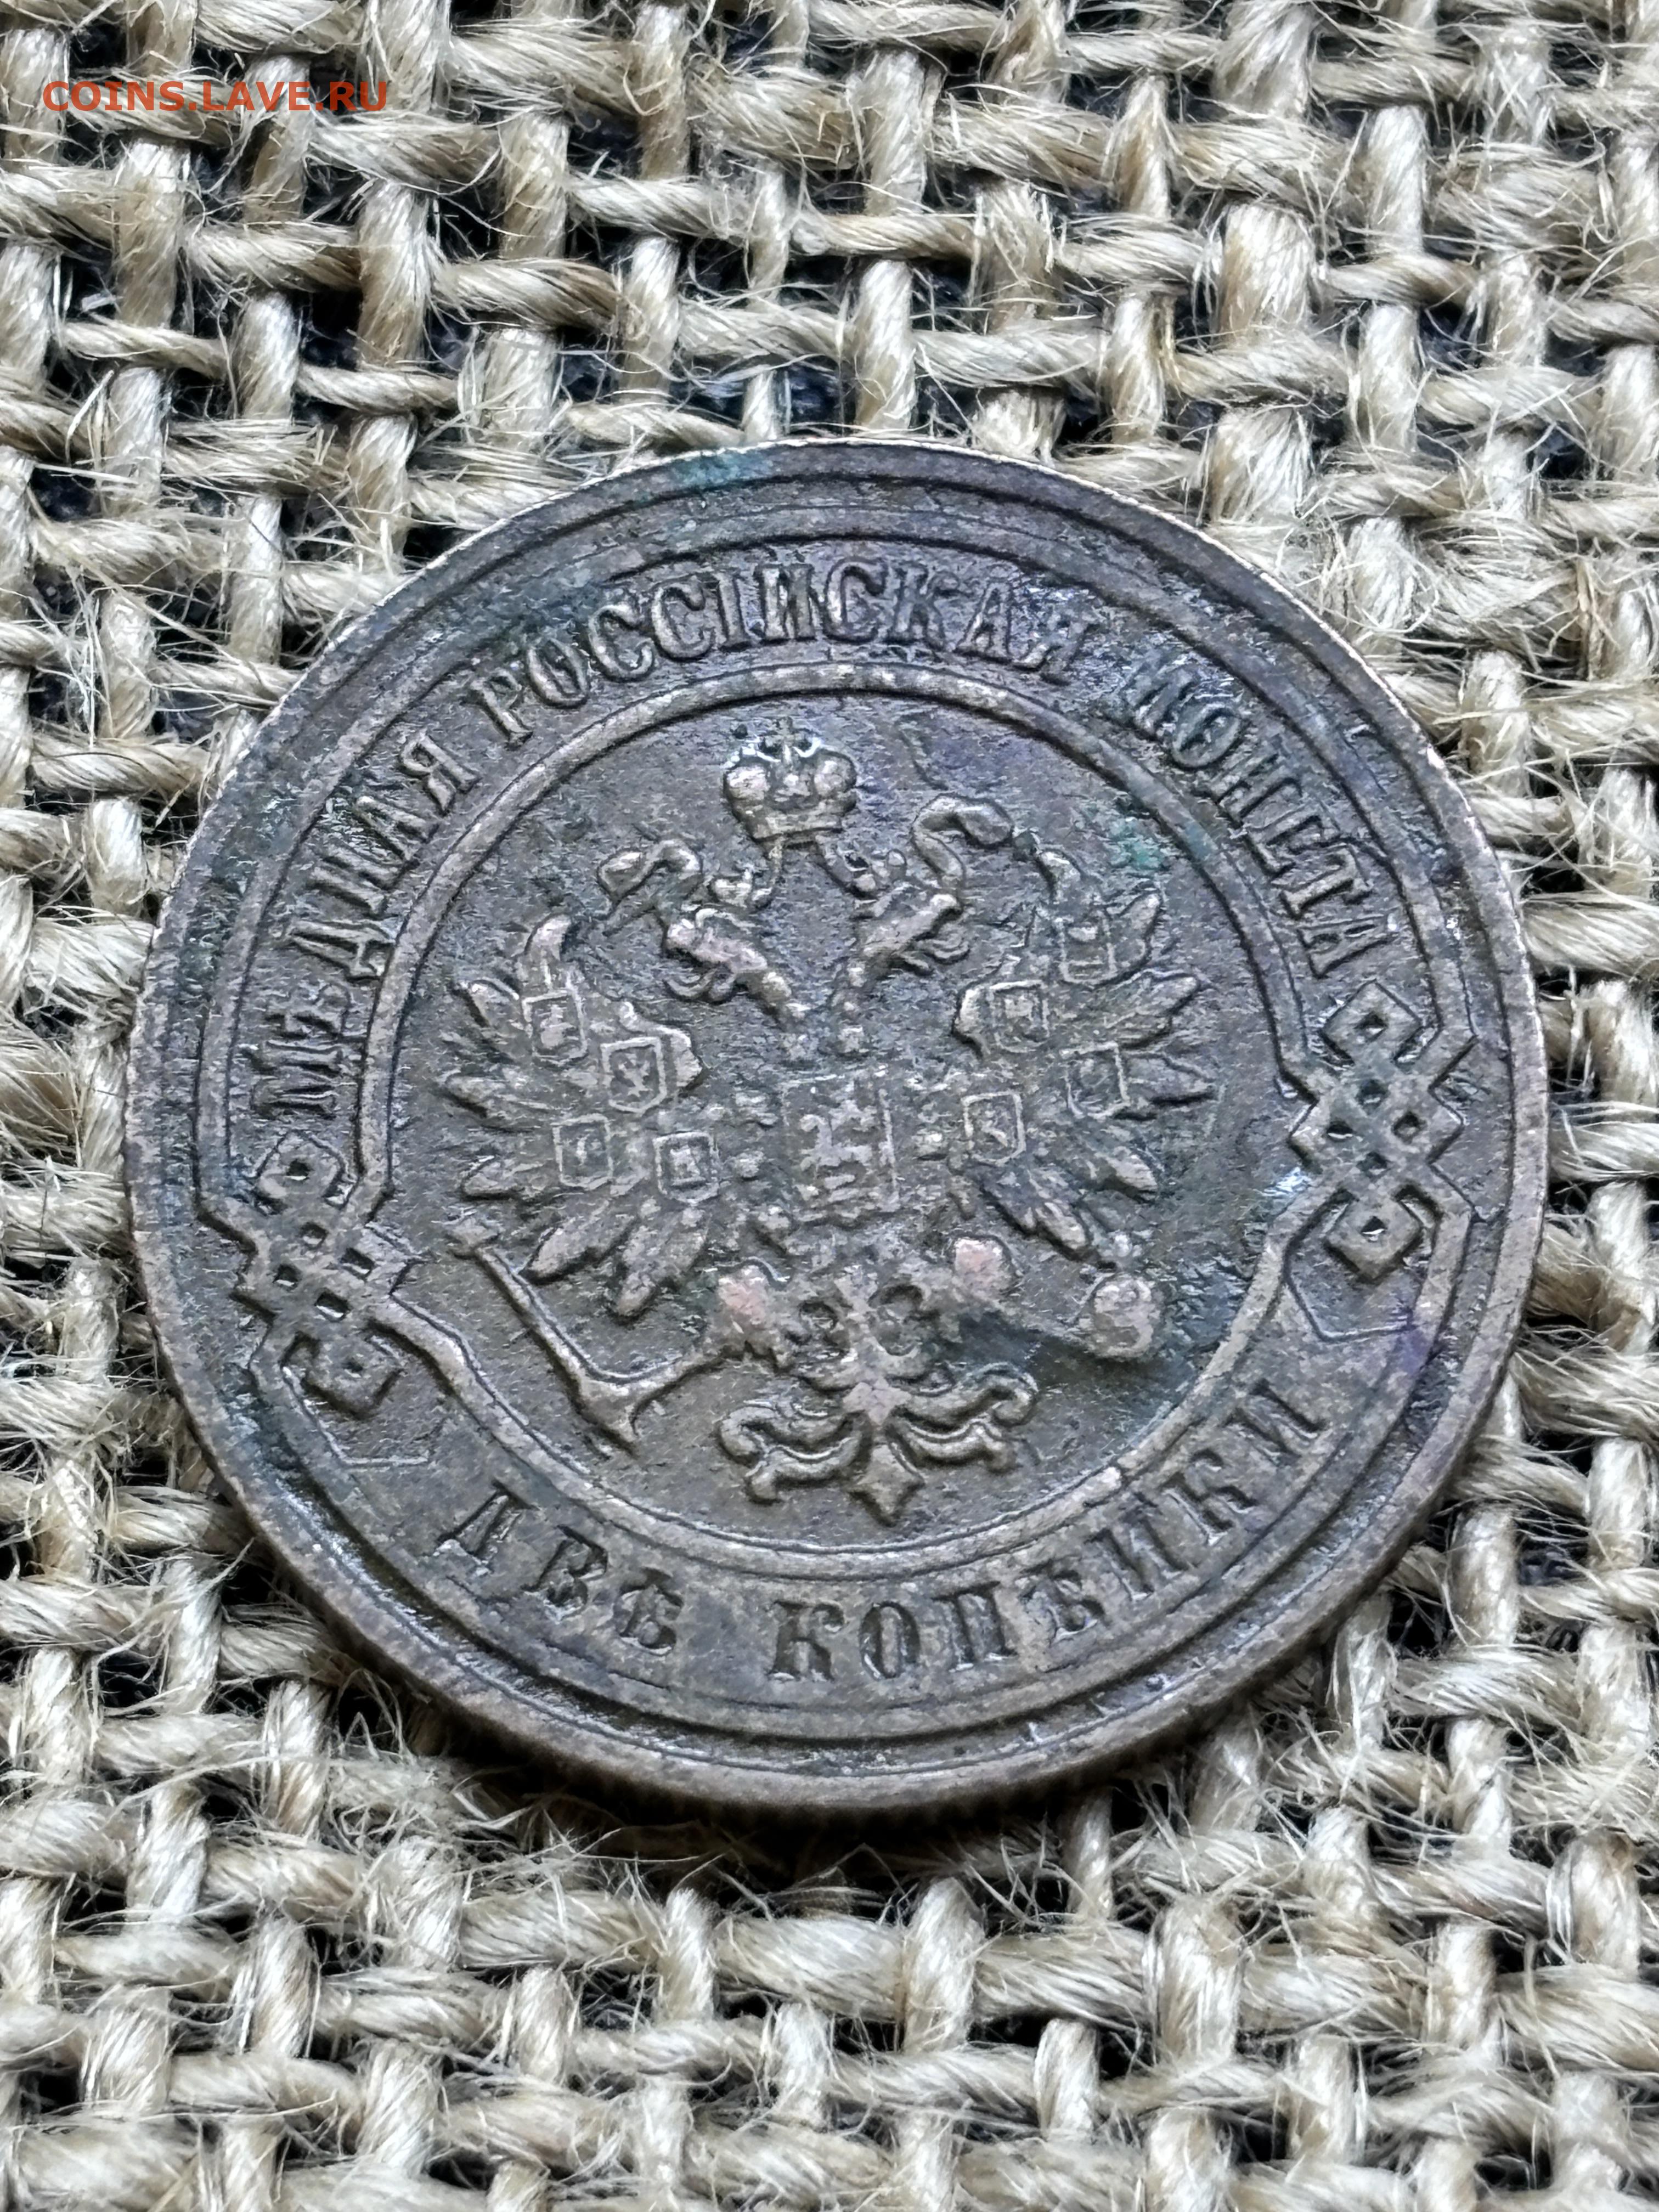 COINS.LAVE.RU
МѢДНАЯ РОССІЙСКАЯ МОНЕТА
ДВѢ КОПѢЙКИ